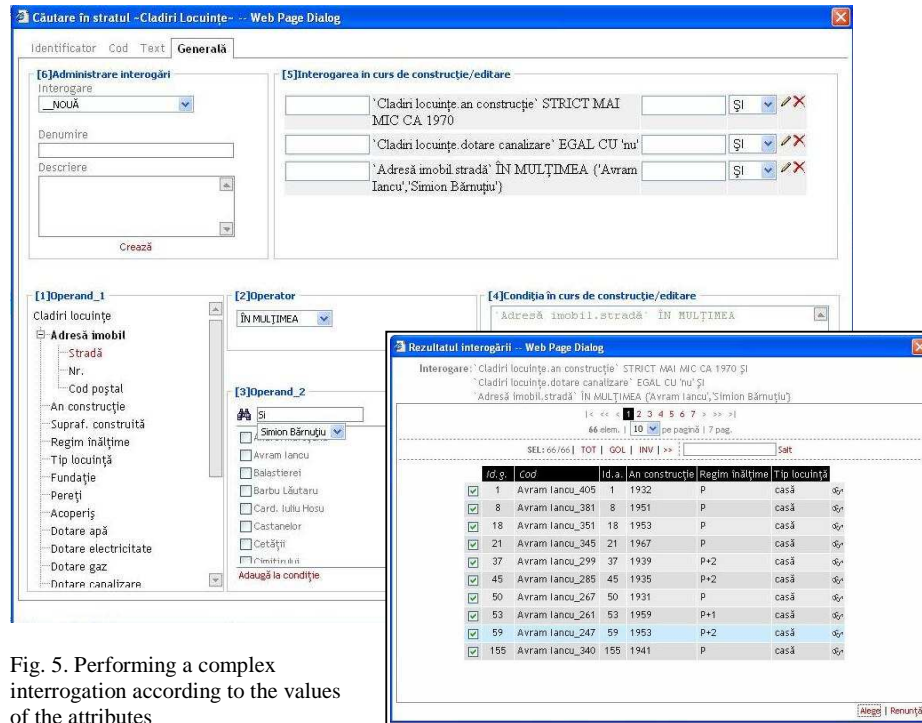 Căutare în stratul ~Cladiri Locuințe~ -- Web Page Dialog
Identificator Cod Text Generală
[6]Administrare interogări
Interogare
__NOUĂ
Denumire
Descriere
Crează
[5]Interogarea in curs de construcție/editare
`Cladiri locuințe.an construcție` STRICT MAI
MIC CA 1970
ȘI
`Cladiri locuințe.dotare canalizare` EGAL CU 'nu'
ȘI
`Adresă imobil.stradă` ÎN MULȚIMEA ('Avram
Iancu','Simion Bărnuțiu')
ȘI
[1]Operand_1
Cladiri locuințe
Adresă imobil
Stradă
Nr.
Cod poștal
An construcție
Supraf. construită
Regim înălțime
Tip locuință
Fundație
Pereți
Acoperiș
Dotare apă
Dotare electricitate
Dotare gaz
Dotare canalizare
[2]Operator
ÎN MULȚIMEA
[3]Operand_2
Si
Simion Bărnuțiu
Avram Iancu
Balastierei
Barbu Lăutaru
Card. Iuliu Hosu
Castanelor
Cetății
Cimitirului
Adaugă la condiție
[4]Condiția în curs de construcție/editare
`Adresă imobil.stradă` ÎN MULȚIMEA
Rezultatul interogării -- Web Page Dialog
Interogare: `Cladiri locuințe.an construcție` STRICT MAI MIC CA 1970 ȘI
`Cladiri locuințe.dotare canalizare` EGAL CU 'nu' ȘI
`Adresă imobil.stradă` ÎN MULȚIMEA ('Avram Iancu','Simion Bărnuțiu')
|< << < 1 2 3 4 5 6 7 > >> >|
66 elem. | 10 pe pagină | 7 pag.
SEL: 66/66 | TOT | GOL | INV | >> Salt
Id.g. Cod Id.a. An construcție Regim înălțime Tip locuință
1 Avram Iancu_405 1 1932 P casă
8 Avram Iancu_381 8 1951 P casă
18 Avram Iancu_351 18 1953 P casă
21 Avram Iancu_345 21 1967 P casă
37 Avram Iancu_299 37 1939 P+2 casă
45 Avram Iancu_285 45 1935 P+2 casă
50 Avram Iancu_267 50 1931 P casă
53 Avram Iancu_261 53 1959 P+1 casă
59 Avram Iancu_247 59 1953 P+2 casă
155 Avram Iancu_340 155 1941 P casă
Alege | Renunță
Fig. 5. Performing a complex
interrogation according to the values
of the attributes